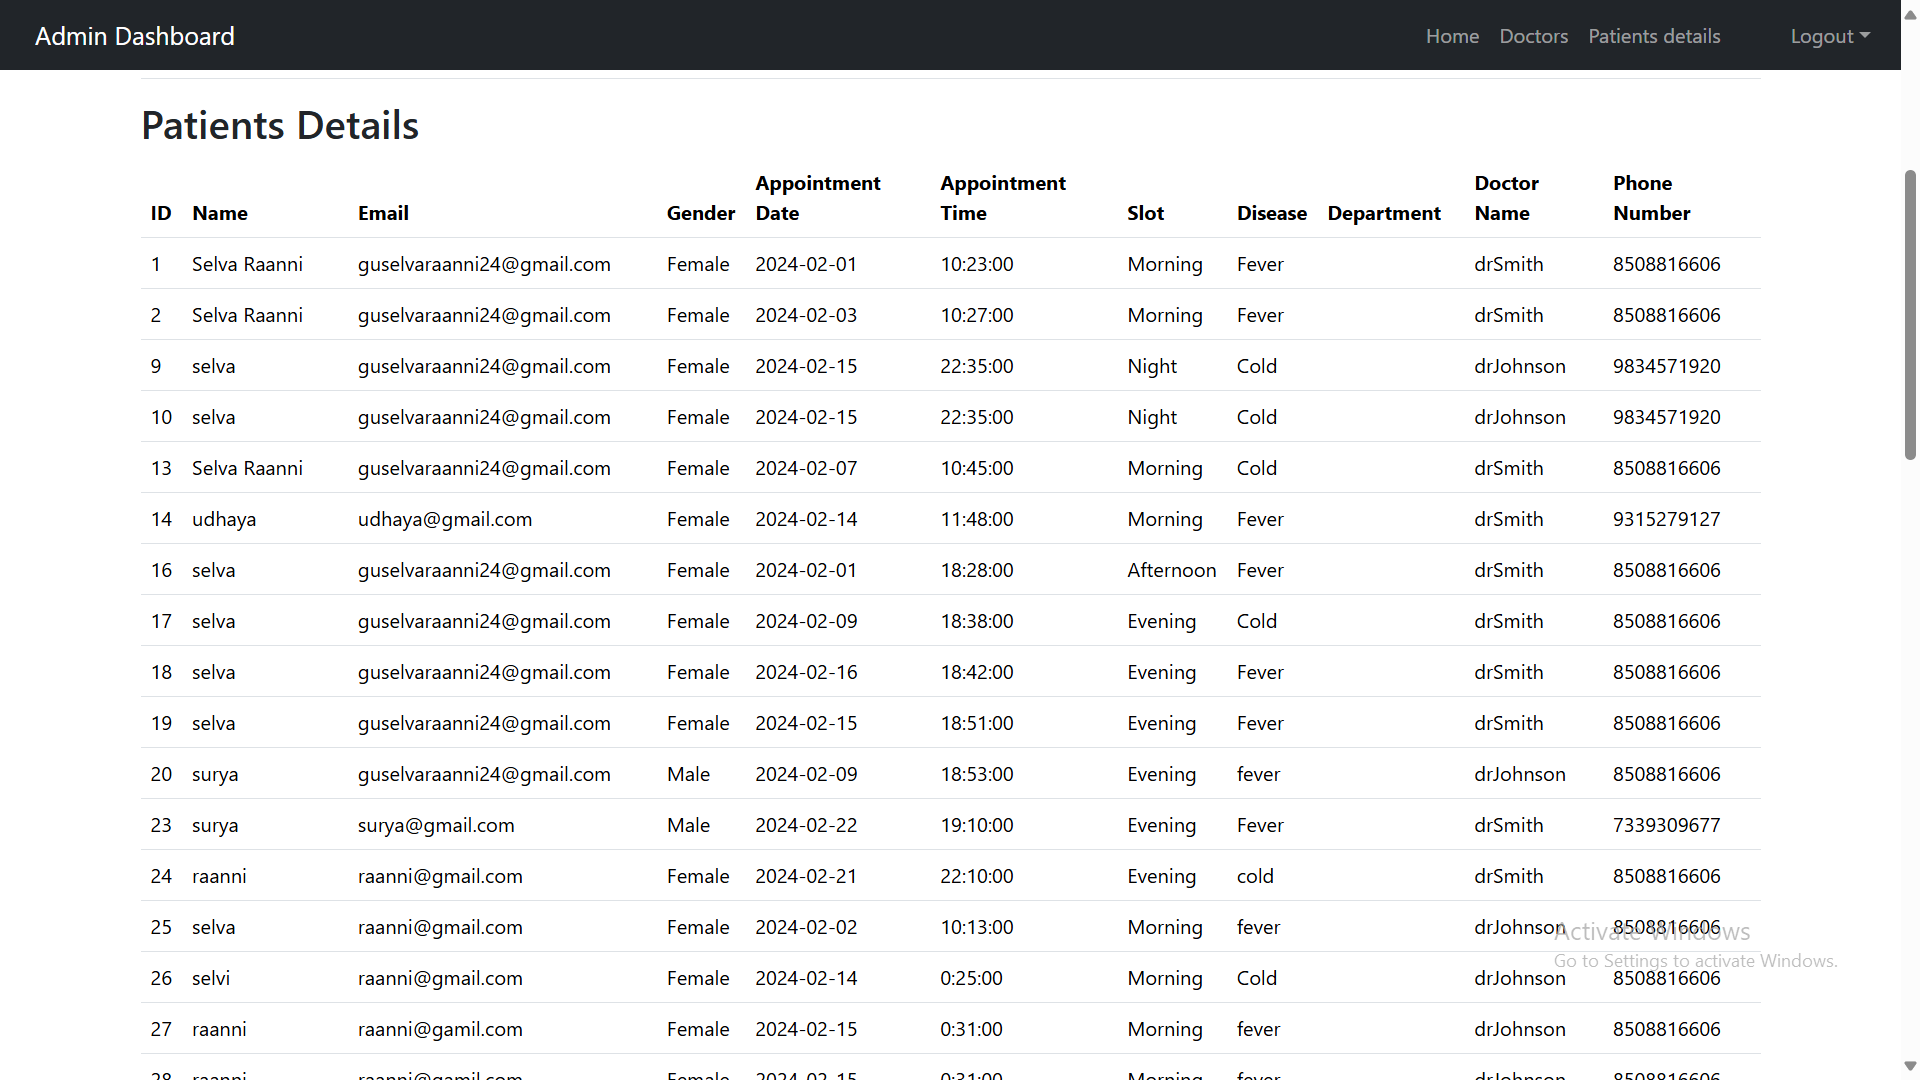 Admin Dashboard Home Doctors Patients details Logout
Patients Details
ID Name Email Gender Appointment Date Appointment Time Slot Disease Department Doctor Name Phone Number
1 Selva Raanni guselvaraanni24@gmail.com Female 2024-02-01 10:23:00 Morning Fever drSmith 8508816606
2 Selva Raanni guselvaraanni24@gmail.com Female 2024-02-03 10:27:00 Morning Fever drSmith 8508816606
9 selva guselvaraanni24@gmail.com Female 2024-02-15 22:35:00 Night Cold drJohnson 9834571920
10 selva guselvaraanni24@gmail.com Female 2024-02-15 22:35:00 Night Cold drJohnson 9834571920
13 Selva Raanni guselvaraanni24@gmail.com Female 2024-02-07 10:45:00 Morning Cold drSmith 8508816606
14 udhaya udhaya@gmail.com Female 2024-02-14 11:48:00 Morning Fever drSmith 9315279127
16 selva guselvaraanni24@gmail.com Female 2024-02-01 18:28:00 Afternoon Fever drSmith 8508816606
17 selva guselvaraanni24@gmail.com Female 2024-02-09 18:38:00 Evening Cold drSmith 8508816606
18 selva guselvaraanni24@gmail.com Female 2024-02-16 18:42:00 Evening Fever drSmith 8508816606
19 selva guselvaraanni24@gmail.com Female 2024-02-15 18:51:00 Evening Fever drSmith 8508816606
20 surya guselvaraanni24@gmail.com Male 2024-02-09 18:53:00 Evening fever drJohnson 8508816606
23 surya surya@gmail.com Male 2024-02-22 19:10:00 Evening Fever drSmith 7339309677
24 raanni raanni@gmail.com Female 2024-02-21 22:10:00 Evening cold drSmith 8508816606
25 selva raanni@gmail.com Female 2024-02-02 10:13:00 Morning fever drJohnson 8508816606
Activate Windows
Go to Settings to activate Windows.
26 selvi raanni@gmail.com Female 2024-02-14 0:25:00 Morning Cold drJohnson 8508816606
27 raanni raanni@gamil.com Female 2024-02-15 0:31:00 Morning fever drJohnson 8508816606
28 raanni raanni@gamil.com Female 2024-02-15 0:31:00 Morning fever drJohnson 8508816606